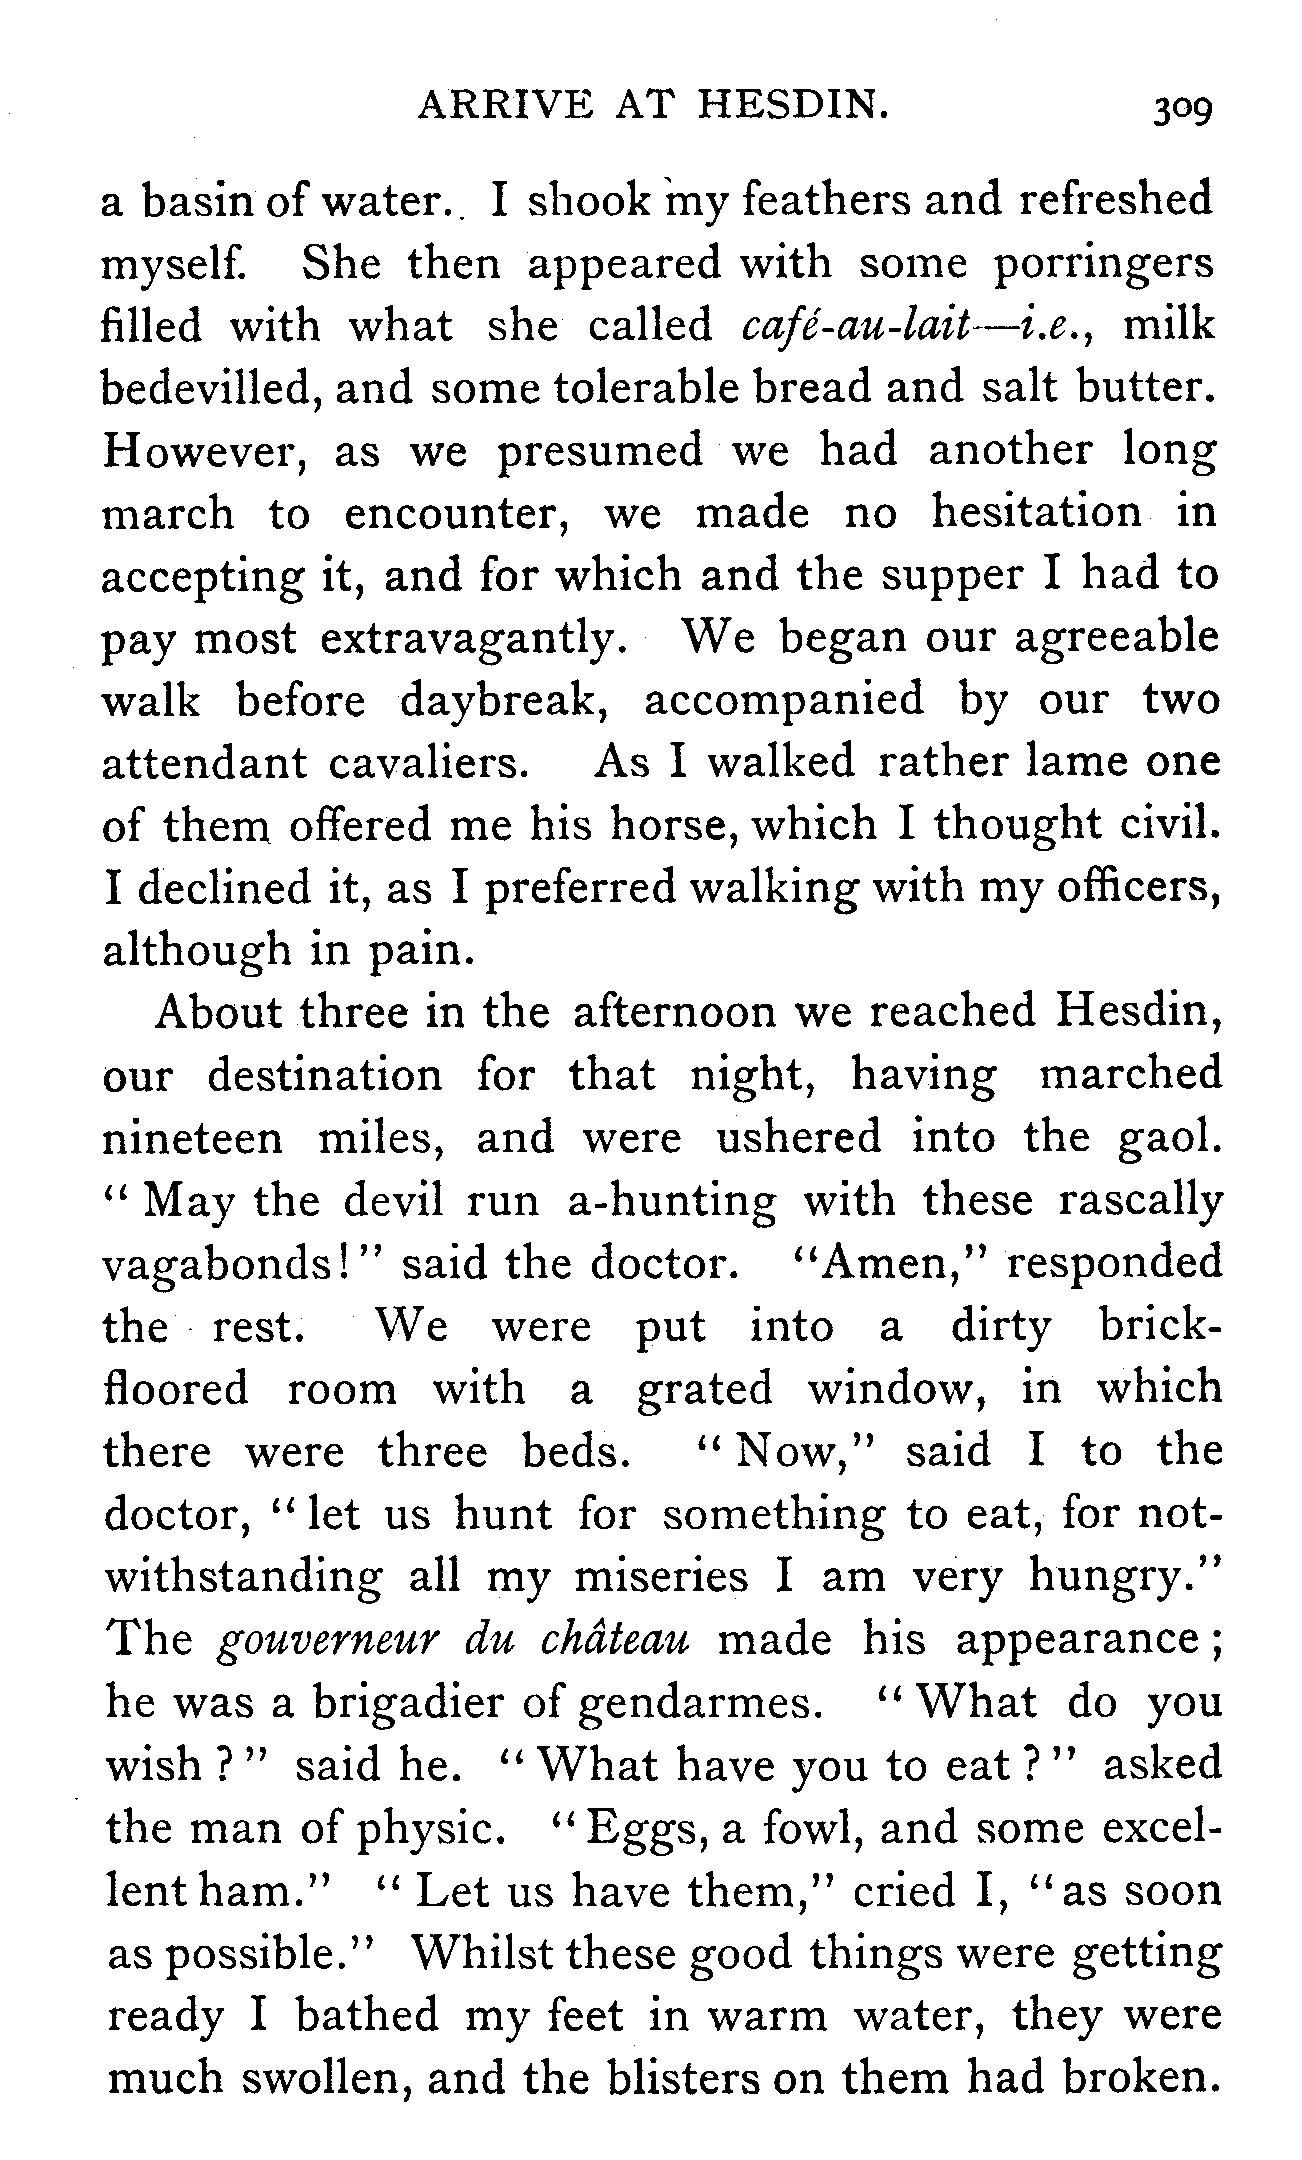 ARRIVE AT HESDIN. 309
a basin of water. I shook my feathers and refreshed
myself. She then appeared with some porringers
filled with what she called café-au-lait—i.e., milk
bedevilled, and some tolerable bread and salt butter.
However, as we presumed we had another long
march to encounter, we made no hesitation in
accepting it, and for which and the supper I had to
pay most extravagantly. We began our agreeable
walk before daybreak, accompanied by our two
attendant cavaliers. As I walked rather lame one
of them offered me his horse, which I thought civil.
I declined it, as I preferred walking with my officers,
although in pain.
About three in the afternoon we reached Hesdin,
our destination for that night, having marched
nineteen miles, and were ushered into the gaol.
"May the devil run a-hunting with these rascally
vagabonds!" said the doctor. "Amen," responded
the rest. We were put into a dirty brick-
floored room with a grated window, in which
there were three beds. "Now," said I to the
doctor, "let us hunt for something to eat, for not-
withstanding all my miseries I am very hungry."
The gouverneur du château made his appearance;
he was a brigadier of gendarmes. "What do you
wish?" said he. "What have you to eat?" asked
the man of physic. "Eggs, a fowl, and some excel-
lent ham." "Let us have them," cried I, "as soon
as possible." Whilst these good things were getting
ready I bathed my feet in warm water, they were
much swollen, and the blisters on them had broken.